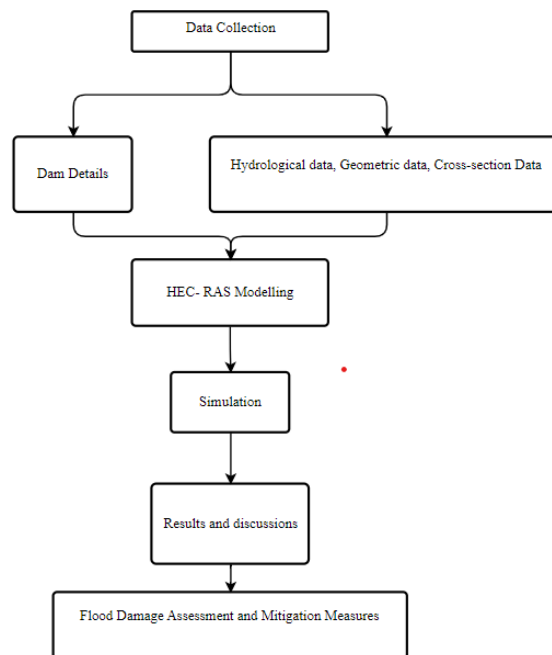 Data Collection
Dam Details
Hydrological data, Geometric data, Cross-section Data
HEC- RAS Modelling
Simulation
Results and discussions
Flood Damage Assessment and Mitigation Measures